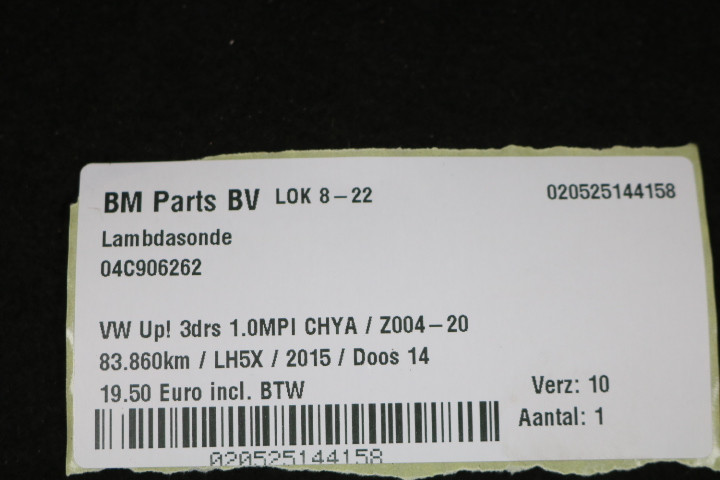 BM Parts BV LOK 8-22 020525144158
Lambdasonde
04C906262
VW Up! 3drs 1.0MPI CHYA / Z004-20
83.860km / LH5X / 2015 / Doos 14
19.50 Euro incl. BTW Verz: 10
Aantal: 1
020525144158